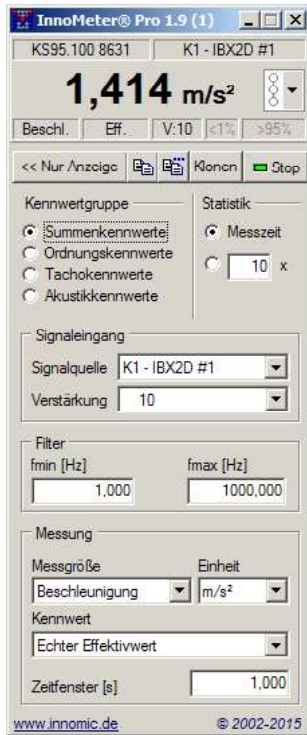 InnoMeter® Pro 1.9 (1)
KS95.100 8631 K1 - IBX2D #1
1,414 m/s²
Beschl. Eff. V:10 <1% >95%
<< Nur Anzeige Klonen Stop
Kennwertgruppe Statistik
Summenkennwerte Messzeit
Ordnungskennwerte 10 x
Tachokennwerte
Akustikkennwerte
Signaleingang
Signalquelle K1 - IBX2D #1
Verstärkung 10
Filter
fmin [Hz] fmax [Hz]
1,000 1000,000
Messung
Messgröße Einheit
Beschleunigung m/s²
Kennwert
Echter Effektivwert
Zeitfenster [s] 1,000
www.innomic.de © 2002-2015